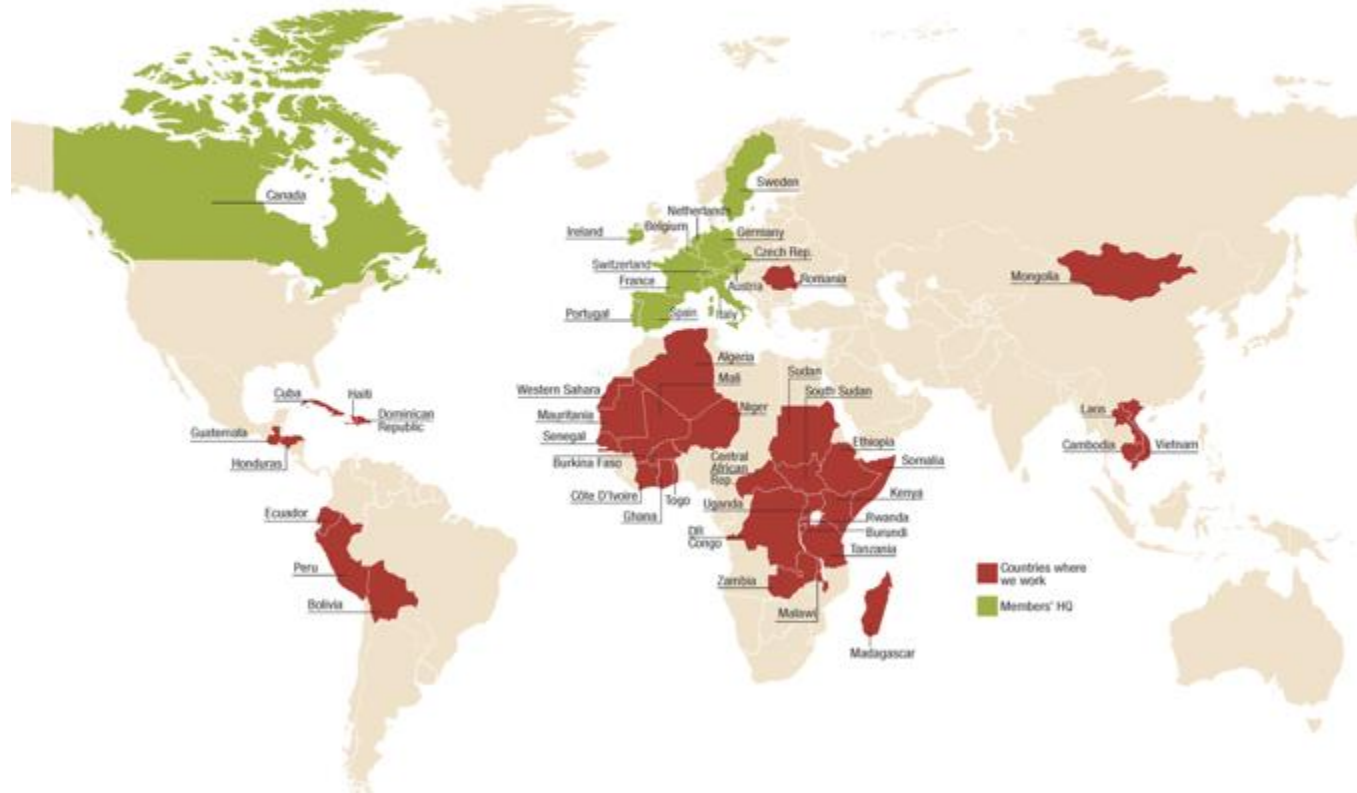 Canada
Sweden
Netherlands
Belgium
Ireland
Germany
Czech Rep.
Switzerland
France
Austria
Romania
Portugal
Spain
Italy
Mongolia
Algeria
Mali
Sudan
South Sudan
Western Sahara
Mauritania
Senegal
Niger
Cuba
Haiti
Dominican
Republic
Guatemala
Honduras
Laos
Cambodia
Vietnam
Burkina Faso
Central
African
Rep.
Ethiopia
Somalia
Côte D'Ivoire
Togo
Ghana
Uganda
Kenya
Rwanda
Burundi
DR
Congo
Tanzania
Ecuador
Peru
Bolivia
Zambia
Malawi
Madagascar
Countries where
we work
Members' HQ